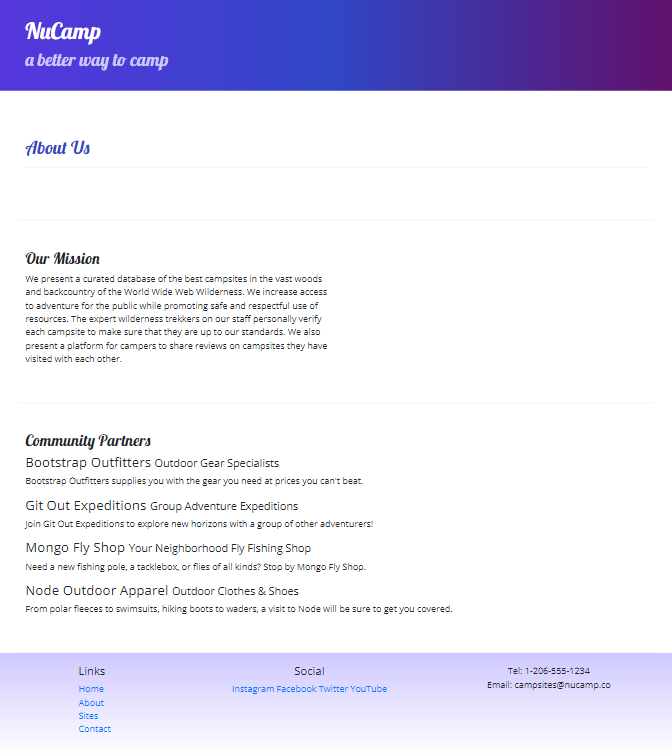 NuCamp
a better way to camp
About Us
Our Mission
We present a curated database of the best campsites in the vast woods
and backcountry of the World Wide Web Wilderness. We increase access
to adventure for the public while promoting safe and respectful use of
resources. The expert wilderness trekkers on our staff personally verify
each campsite to make sure that they are up to our standards. We also
present a platform for campers to share reviews on campsites they have
visited with each other.
Community Partners
Bootstrap Outfitters Outdoor Gear Specialists
Bootstrap Outfitters supplies you with the gear you need at prices you can't beat.
Git Out Expeditions Group Adventure Expeditions
Join Git Out Expeditions to explore new horizons with a group of other adventurers!
Mongo Fly Shop Your Neighborhood Fly Fishing Shop
Need a new fishing pole, a tacklebox, or flies of all kinds? Stop by Mongo Fly Shop.
Node Outdoor Apparel Outdoor Clothes & Shoes
From polar fleeces to swimsuits, hiking boots to waders, a visit to Node will be sure to get you covered.
Links
Home
About
Sites
Contact
Social
Instagram Facebook Twitter YouTube
Tel: 1-206-555-1234
Email: campsites@nucamp.co